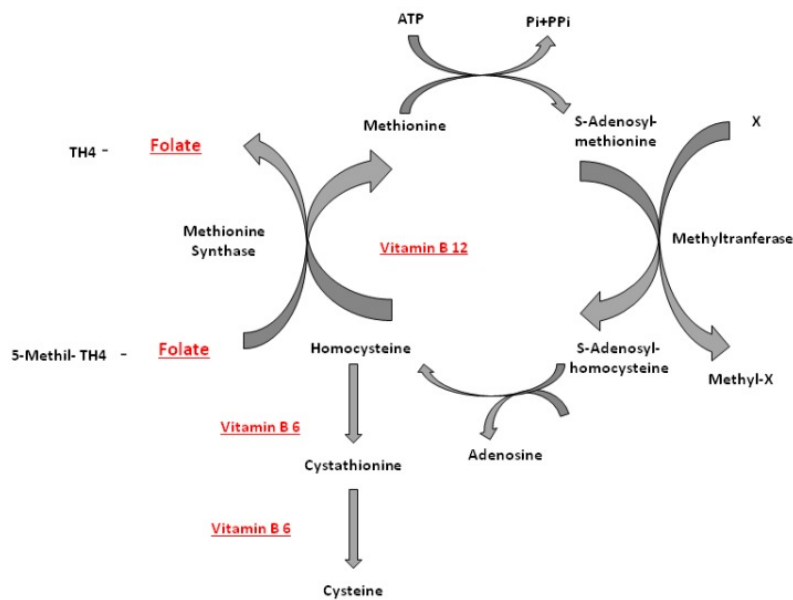 ATP
Pi+PPi
Methionine
S-Adenosyl-
methionine
X
TH4 - Folate
Methionine
Synthase
Vitamin B 12
Methyltranferase
5-Methil- TH4 - Folate
Homocysteine
S-Adenosyl-
homocysteine
Methyl-X
Vitamin B 6
Adenosine
Cystathionine
Vitamin B 6
Cysteine